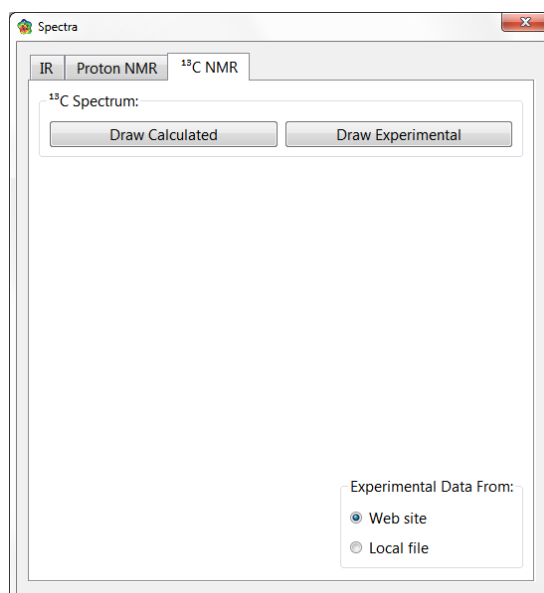 Spectra
IR Proton NMR ¹³C NMR
¹³C Spectrum:
Draw Calculated Draw Experimental
Experimental Data From:
Web site
Local file